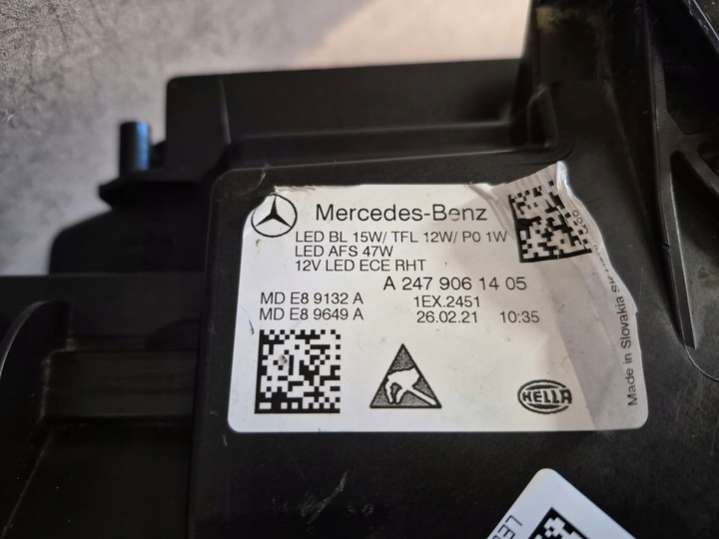 Mercedes-Benz
LED BL 15W/ TFL 12W/ P0 1W
LED AFS 47W
12V LED ECE RHT
A 247 906 14 05
MD E8 9132 A
1EX.2451
MD E8 9649 A
26.02.21 10:35
HELLA
Made in Slovakia
LED